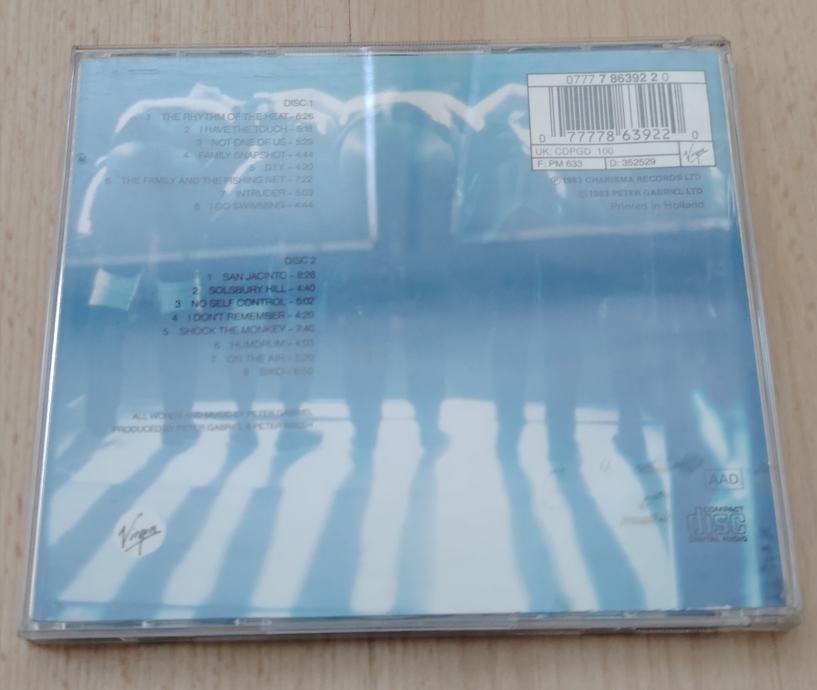 DISC 1
1 THE RHYTHM OF THE HEAT – 6:26
2 I HAVE THE TOUCH – 5:18
3 NOT ONE OF US – 5:29
4 FAMILY SNAPSHOT – 4:44
5 D.I.Y – 4:20
6 THE FAMILY AND THE FISHING NET – 7:22
7 INTRUDER – 5:03
8 I GO SWIMMING – 4:44
DISC 2
1 SAN JACINTO – 8:28
2 SOLSBURY HILL – 4:40
3 NO SELF CONTROL – 5:02
4 I DON'T REMEMBER – 4:20
5 SHOCK THE MONKEY – 7:40
6 HUMDRUM – 4:03
7 ON THE AIR – 5:20
8 BIKO – 6:50
ALL WORDS AND MUSIC BY PETER GABRIEL
PRODUCED BY PETER GABRIEL & PETER WALSH
Virgin
0777 7 86392 2 0
0 77778 63922 0
UK: CDPGD 100
F: PM 633 D: 352529
Virgin
Ⓟ1983 CHARISMA RECORDS LTD
©1983 PETER GABRIEL LTD
Printed in Holland
AAD
COMPACT
disc
DIGITAL AUDIO